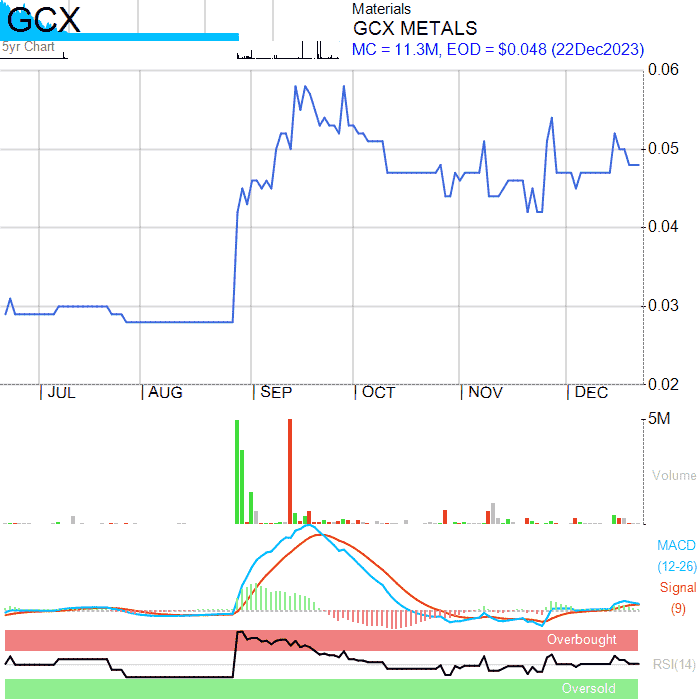 GCX
5yr Chart
Materials
GCX METALS
MC = 11.3M, EOD = $0.048 (22Dec2023)
0.06
0.05
0.04
0.03
0.02
JUL AUG SEP OCT NOV DEC
5M
Volume
MACD
(12-26)
Signal
(9)
Overbought
RSI(14)
Oversold